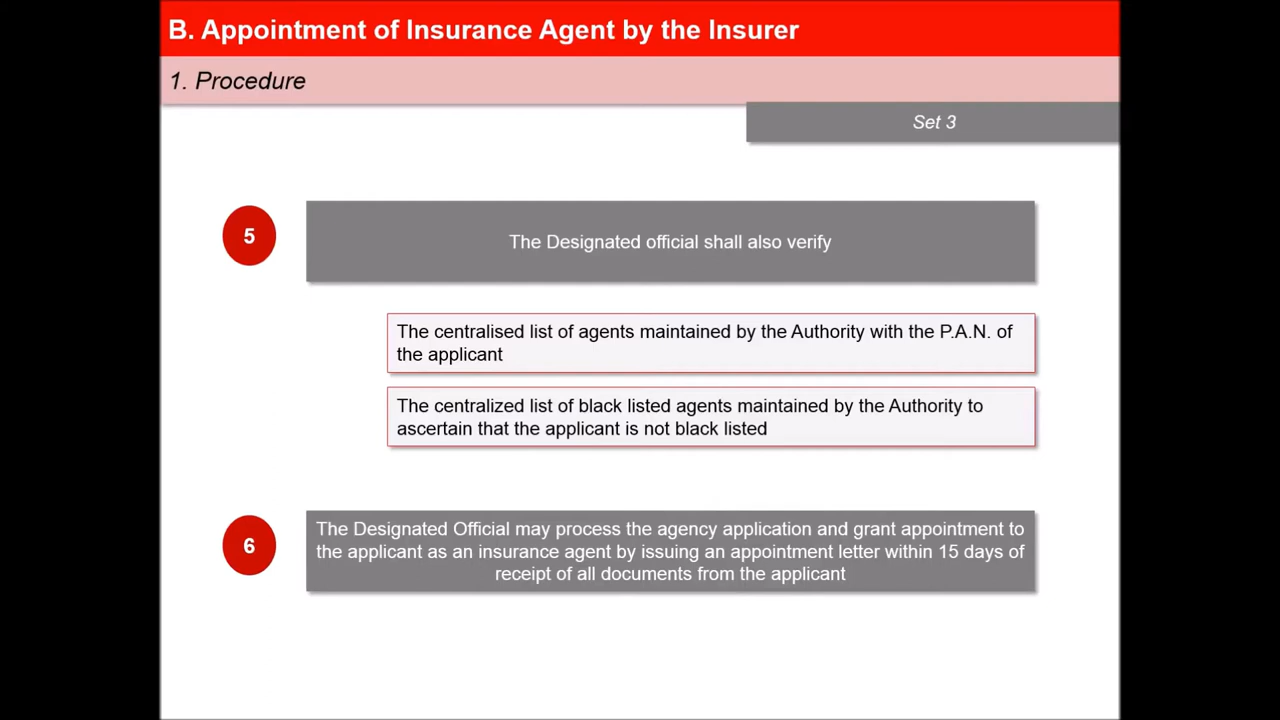 B. Appointment of Insurance Agent by the Insurer
1. Procedure
Set 3
5
The Designated official shall also verify
The centralised list of agents maintained by the Authority with the P.A.N. of
the applicant
The centralized list of black listed agents maintained by the Authority to
ascertain that the applicant is not black listed
6
The Designated Official may process the agency application and grant appointment to
the applicant as an insurance agent by issuing an appointment letter within 15 days of
receipt of all documents from the applicant